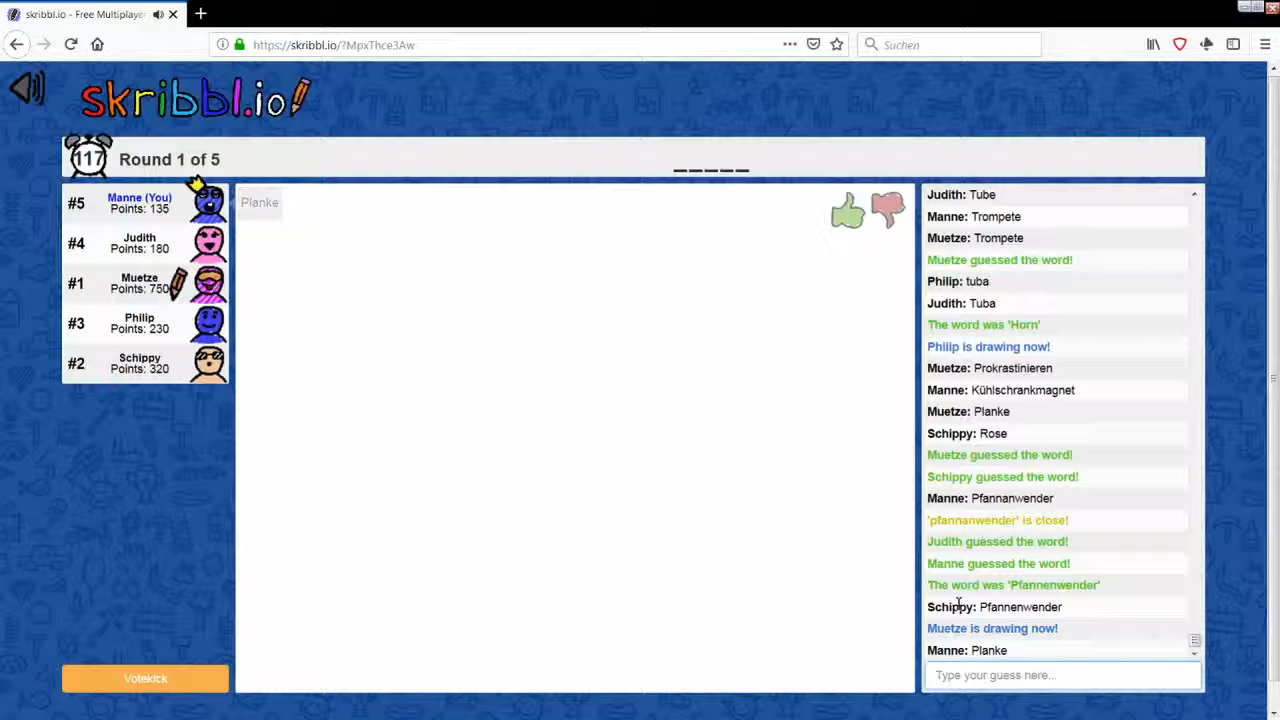 skribbl.io - Free Multiplaye
https://skribbl.io/?MpxThce3Aw
Suchen
skribbl.io
117
Round 1 of 5
_____
#5
Manne (You)
Points: 135
#4
Judith
Points: 180
#1
Muetze
Points: 750
#3
Philip
Points: 230
#2
Schippy
Points: 320
Votekick
Planke
Judith: Tube
Manne: Trompete
Muetze: Trompete
Muetze guessed the word!
Philip: tuba
Judith: Tuba
The word was 'Horn'
Philip is drawing now!
Muetze: Prokrastinieren
Manne: Kühlschrankmagnet
Muetze: Planke
Schippy: Rose
Muetze guessed the word!
Schippy guessed the word!
Manne: Pfannanwender
'pfannanwender' is close!
Judith guessed the word!
Manne guessed the word!
The word was 'Pfannenwender'
Schippy: Pfannenwender
Muetze is drawing now!
Manne: Planke
Type your guess here...